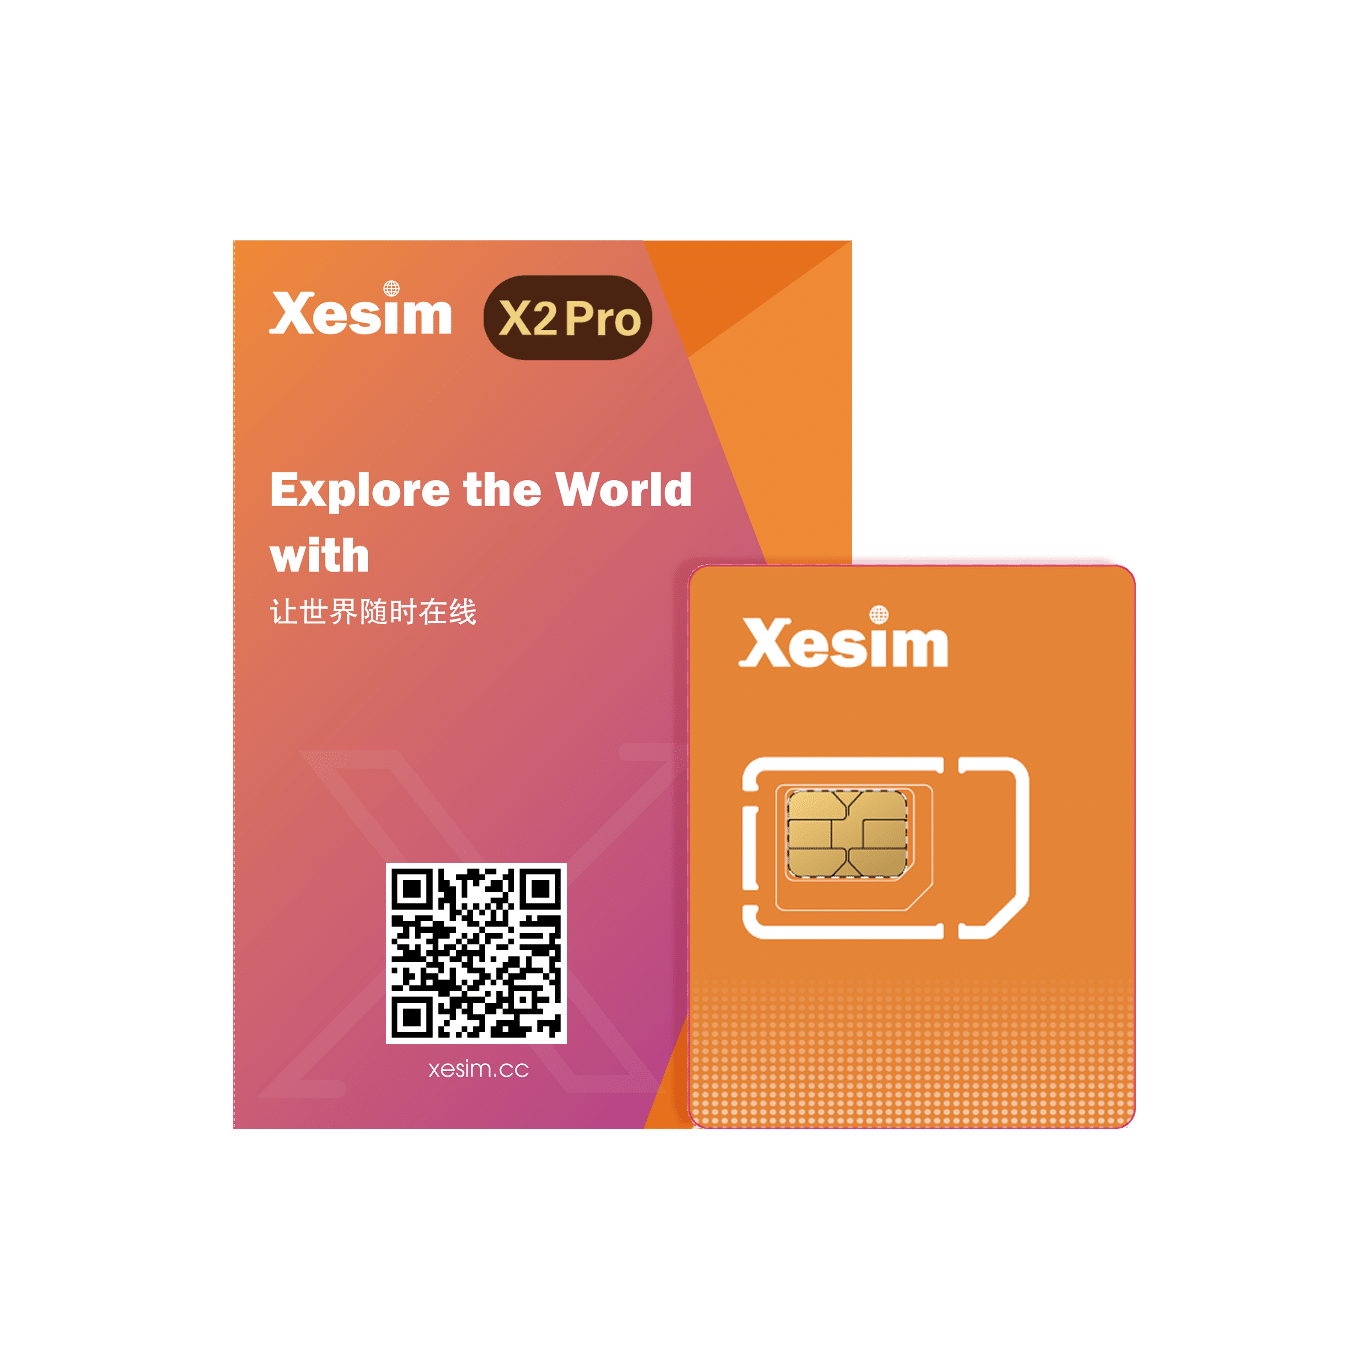 Xesim X2 Pro
Explore the World
with
让世界随时在线
xesim.cc
Xesim